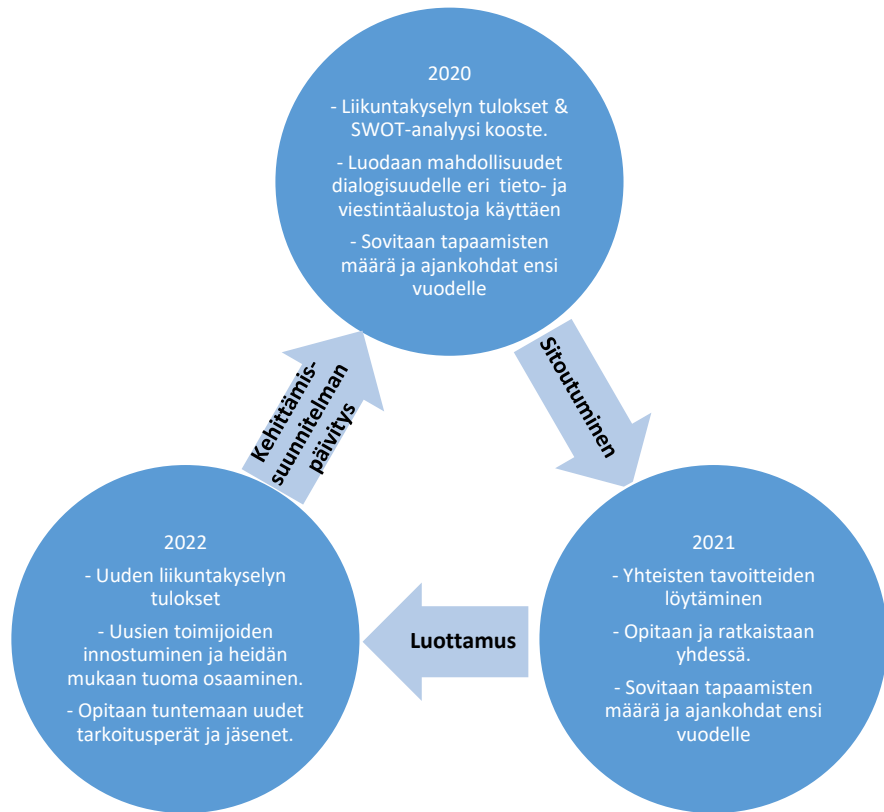 2020
- Liikuntakyselyn tulokset &
SWOT-analyysi kooste.
- Luodaan mahdollisuudet
dialogisuudelle eri tieto- ja
viestintäalustoja käyttäen
- Sovitaan tapaamisten
määrä ja ajankohdat ensi
vuodelle
Sitoutuminen
2021
- Yhteisten tavoitteiden
löytäminen
- Opitaan ja ratkaistaan
yhdessä.
- Sovitaan tapaamisten
määrä ja ajankohdat ensi
vuodelle
Luottamus
2022
- Uuden liikuntakyselyn
tulokset
- Uusien toimijoiden
innostuminen ja heidän
mukaan tuoma osaaminen.
- Opitaan tuntemaan uudet
tarkoitusperät ja jäsenet.
Kehittämis-
suunnitelman
päivitys